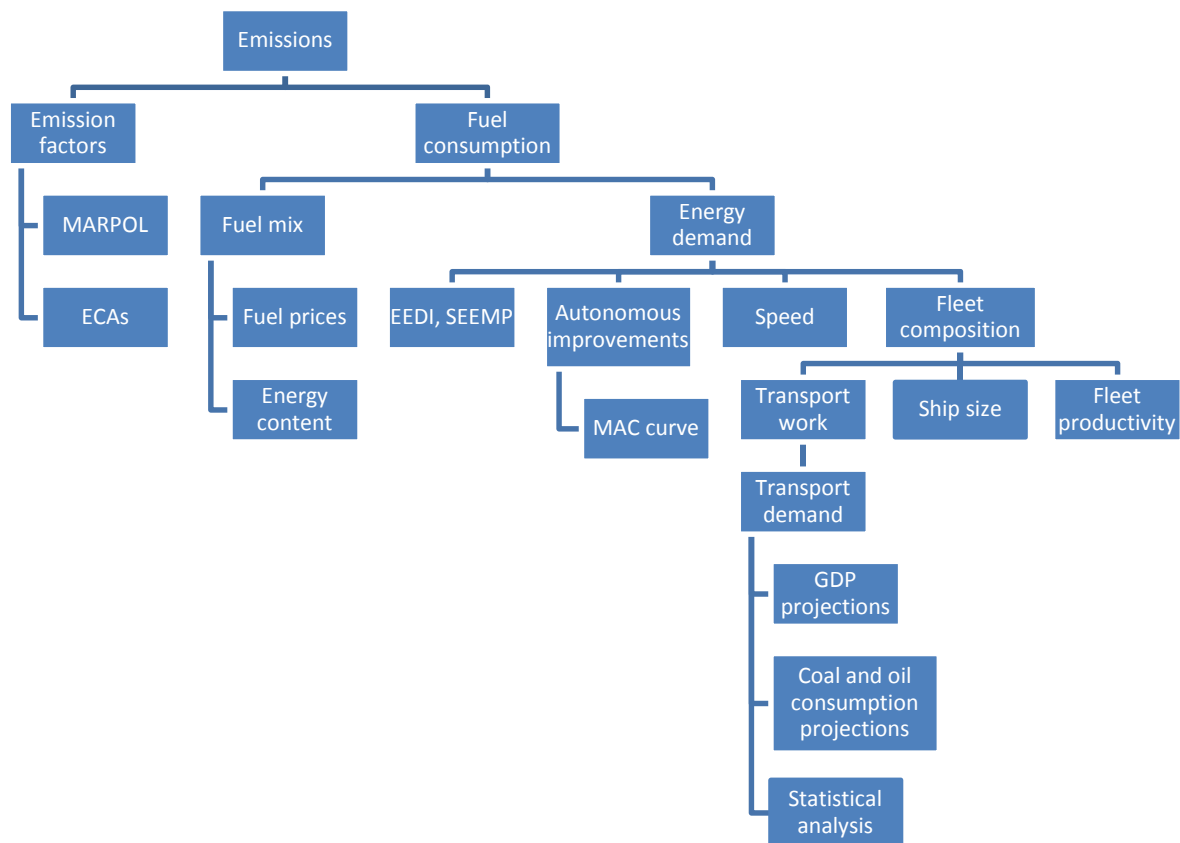 Emissions
Emission
factors
Fuel
consumption
MARPOL
Fuel mix
Energy
demand
ECAs
Fuel prices
EEDI, SEEMP
Autonomous
improvements
Speed
Fleet
composition
Energy
content
MAC curve
Transport
work
Ship size
Fleet
productivity
Transport
demand
GDP
projections
Coal and oil
consumption
projections
Statistical
analysis